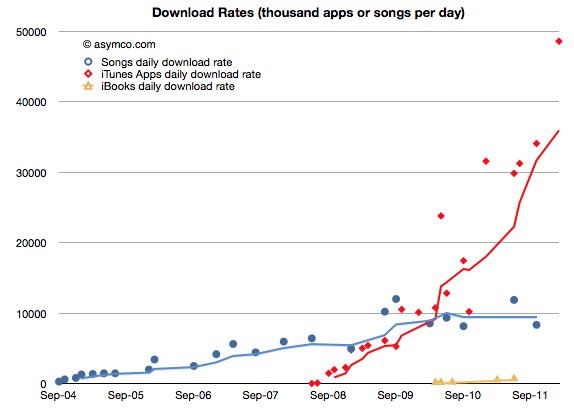 Download Rates (thousand apps or songs per day)
50000
© asymco.com
Songs daily download rate
iTunes Apps daily download rate
iBooks daily download rate
40000
30000
20000
10000
0
Sep-04 Sep-05 Sep-06 Sep-07 Sep-08 Sep-09 Sep-10 Sep-11